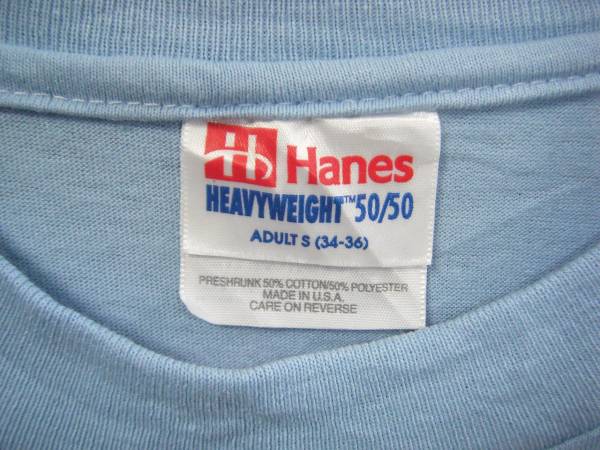 Hanes
HEAVYWEIGHT™ 50/50
ADULT S (34-36)
PRESHRUNK 50% COTTON/50% POLYESTER
MADE IN U.S.A.
CARE ON REVERSE